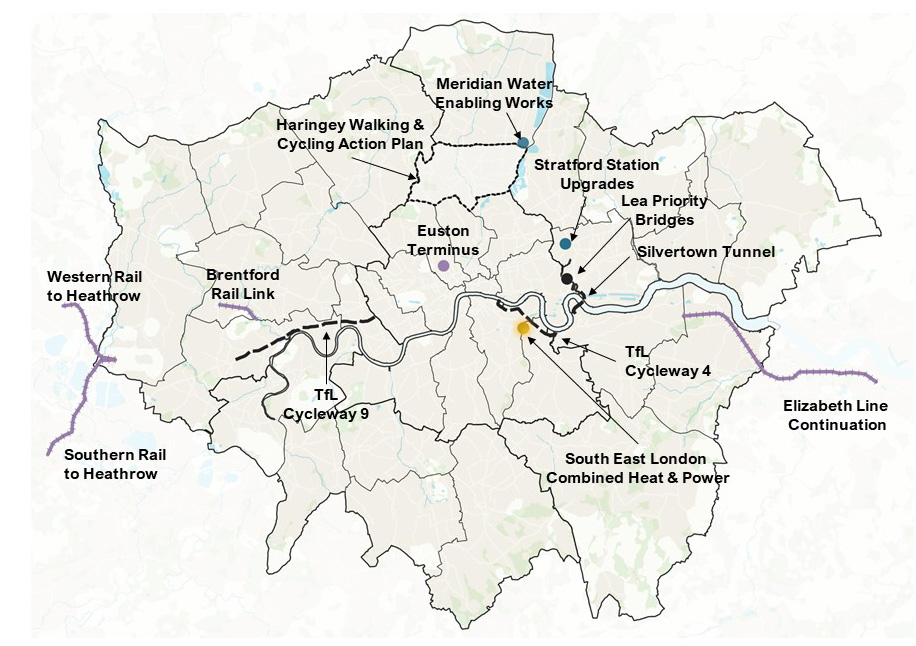 Meridian Water
Enabling Works
Haringey Walking &
Cycling Action Plan
Stratford Station
Upgrades
Lea Priority
Bridges
Euston
Terminus
Silvertown Tunnel
Western Rail
to Heathrow
Brentford
Rail Link
TfL
Cycleway 4
TfL
Cycleway 9
Elizabeth Line
Continuation
Southern Rail
to Heathrow
South East London
Combined Heat & Power